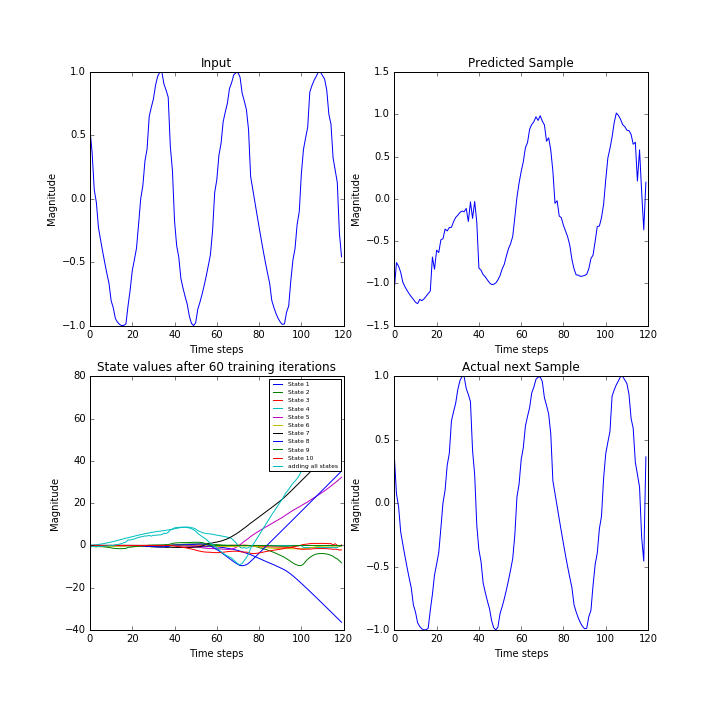 Input
Magnitude
1.0
0.5
0.0
−0.5
−1.0
0 20 40 60 80 100 120
Time steps
Predicted Sample
Magnitude
1.5
1.0
0.5
0.0
−0.5
−1.0
−1.5
0 20 40 60 80 100 120
Time steps
State values after 60 training iterations
Magnitude
80
60
40
20
0
−20
−40
0 20 40 60 80 100 120
Time steps
State 1
State 2
State 3
State 4
State 5
State 6
State 7
State 8
State 9
State 10
adding all states
Actual next Sample
Magnitude
1.0
0.5
0.0
−0.5
−1.0
0 20 40 60 80 100 120
Time steps